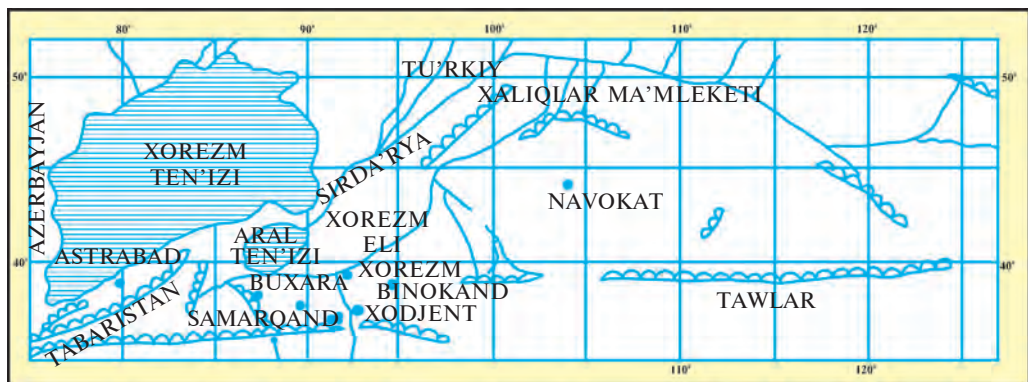 80° 90° 100° 110° 120°
50° 50°
TU’RKIY
XALIQLAR MA’MLEKETI
AZERBAYJAN
XOREZM
TEN’IZI
SIRDA’RYA
NAVOKAT
XOREZM
ELI
ARAL
TEN’IZI
ASTRABAD
40° 40°
BUXARA
XOREZM
BINOKAND
TABARISTAN
SAMARQAND
XODJENT
TAWLAR
110° 120°